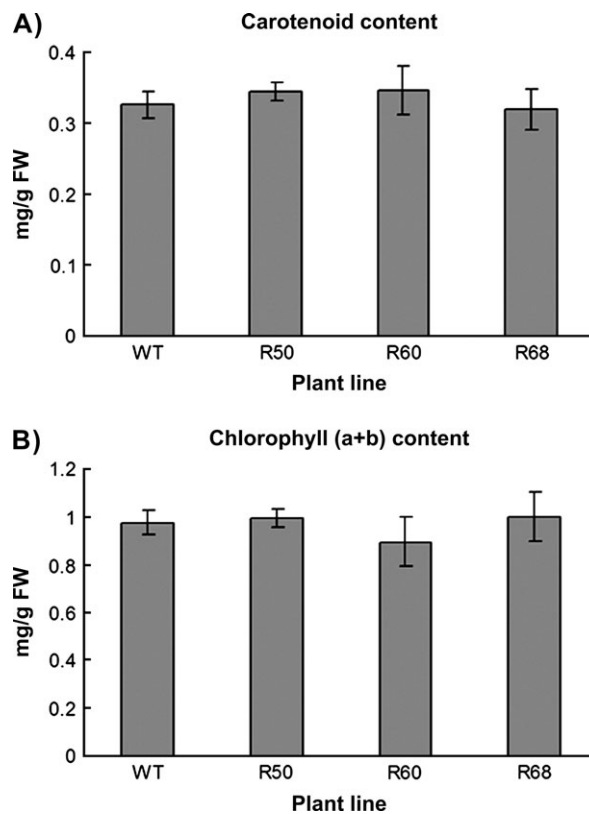 A)
Carotenoid content
mg/g FW
0.4
0.3
0.2
0.1
0
WT R50 R60 R68
Plant line
B)
Chlorophyll (a+b) content
mg/g FW
1.2
1
0.8
0.6
0.4
0.2
0
WT R50 R60 R68
Plant line